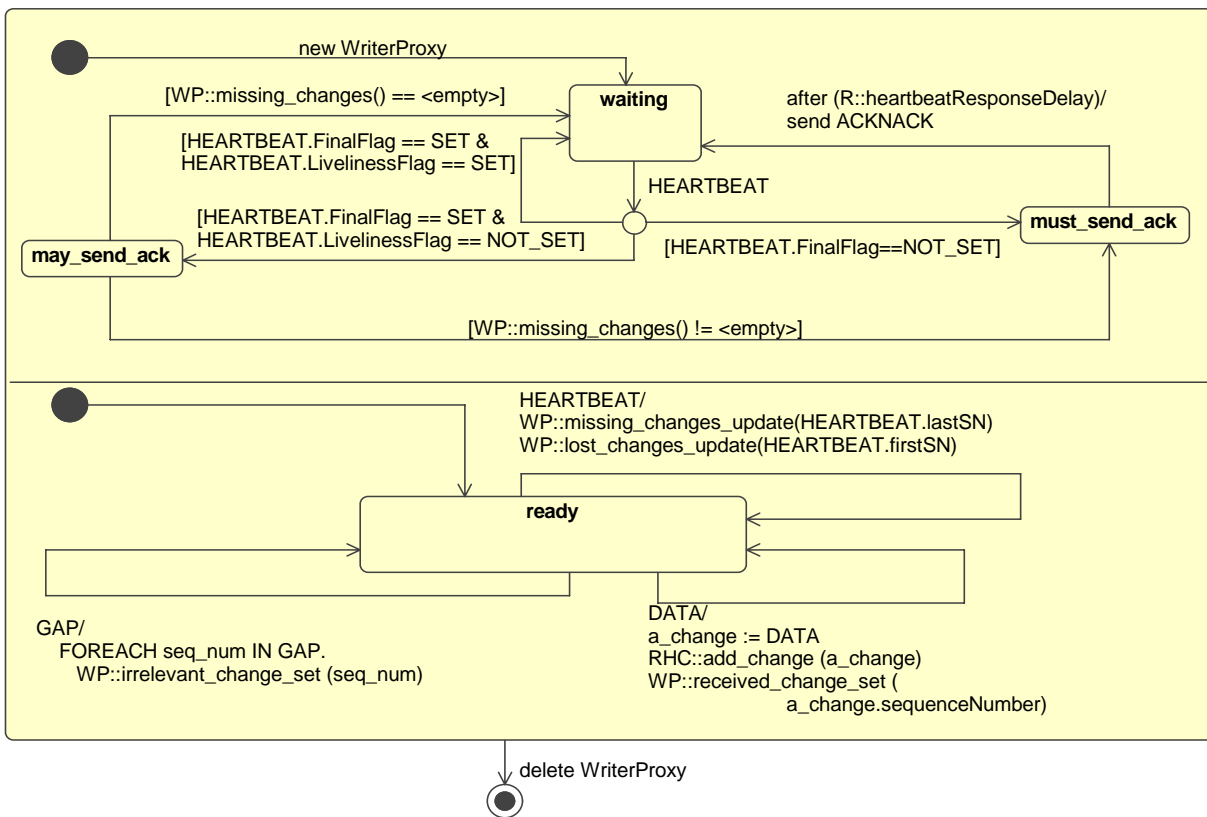 new WriterProxy
[WP::missing_changes() == <empty>]
waiting
after (R::heartbeatResponseDelay)/
send ACKNACK
[HEARTBEAT.FinalFlag == SET &
HEARTBEAT.LivelinessFlag == SET]
HEARTBEAT
[HEARTBEAT.FinalFlag == SET &
HEARTBEAT.LivelinessFlag == NOT_SET]
must_send_ack
may_send_ack
[HEARTBEAT.FinalFlag==NOT_SET]
[WP::missing_changes() != <empty>]
HEARTBEAT/
WP::missing_changes_update(HEARTBEAT.lastSN)
WP::lost_changes_update(HEARTBEAT.firstSN)
ready
GAP/
FOREACH seq_num IN GAP.
WP::irrelevant_change_set (seq_num)
DATA/
a_change := DATA
RHC::add_change (a_change)
WP::received_change_set (
a_change.sequenceNumber)
delete WriterProxy